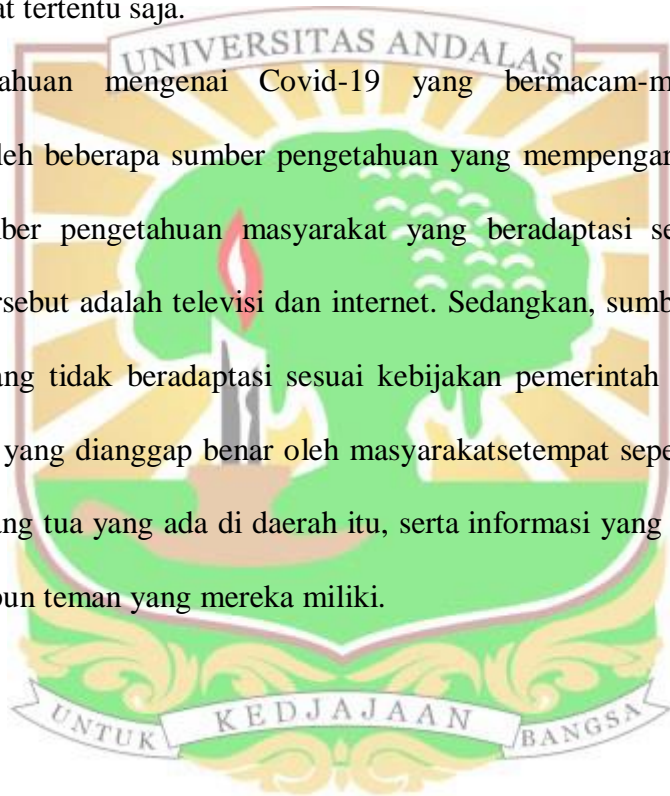 at tertentu saja.
UNIVERSITAS ANDALAS
ahuan mengenai Covid-19 yang bermacam-m
leh beberapa sumber pengetahuan yang mempengar
ber pengetahuan masyarakat yang beradaptasi se
rsebut adalah televisi dan internet. Sedangkan, sumb
ang tidak beradaptasi sesuai kebijakan pemerintah
yang dianggap benar oleh masyarakatsetempat sepe
ang tua yang ada di daerah itu, serta informasi yang
pun teman yang mereka miliki.
UNTUK KEDJAJAAN BANGSA